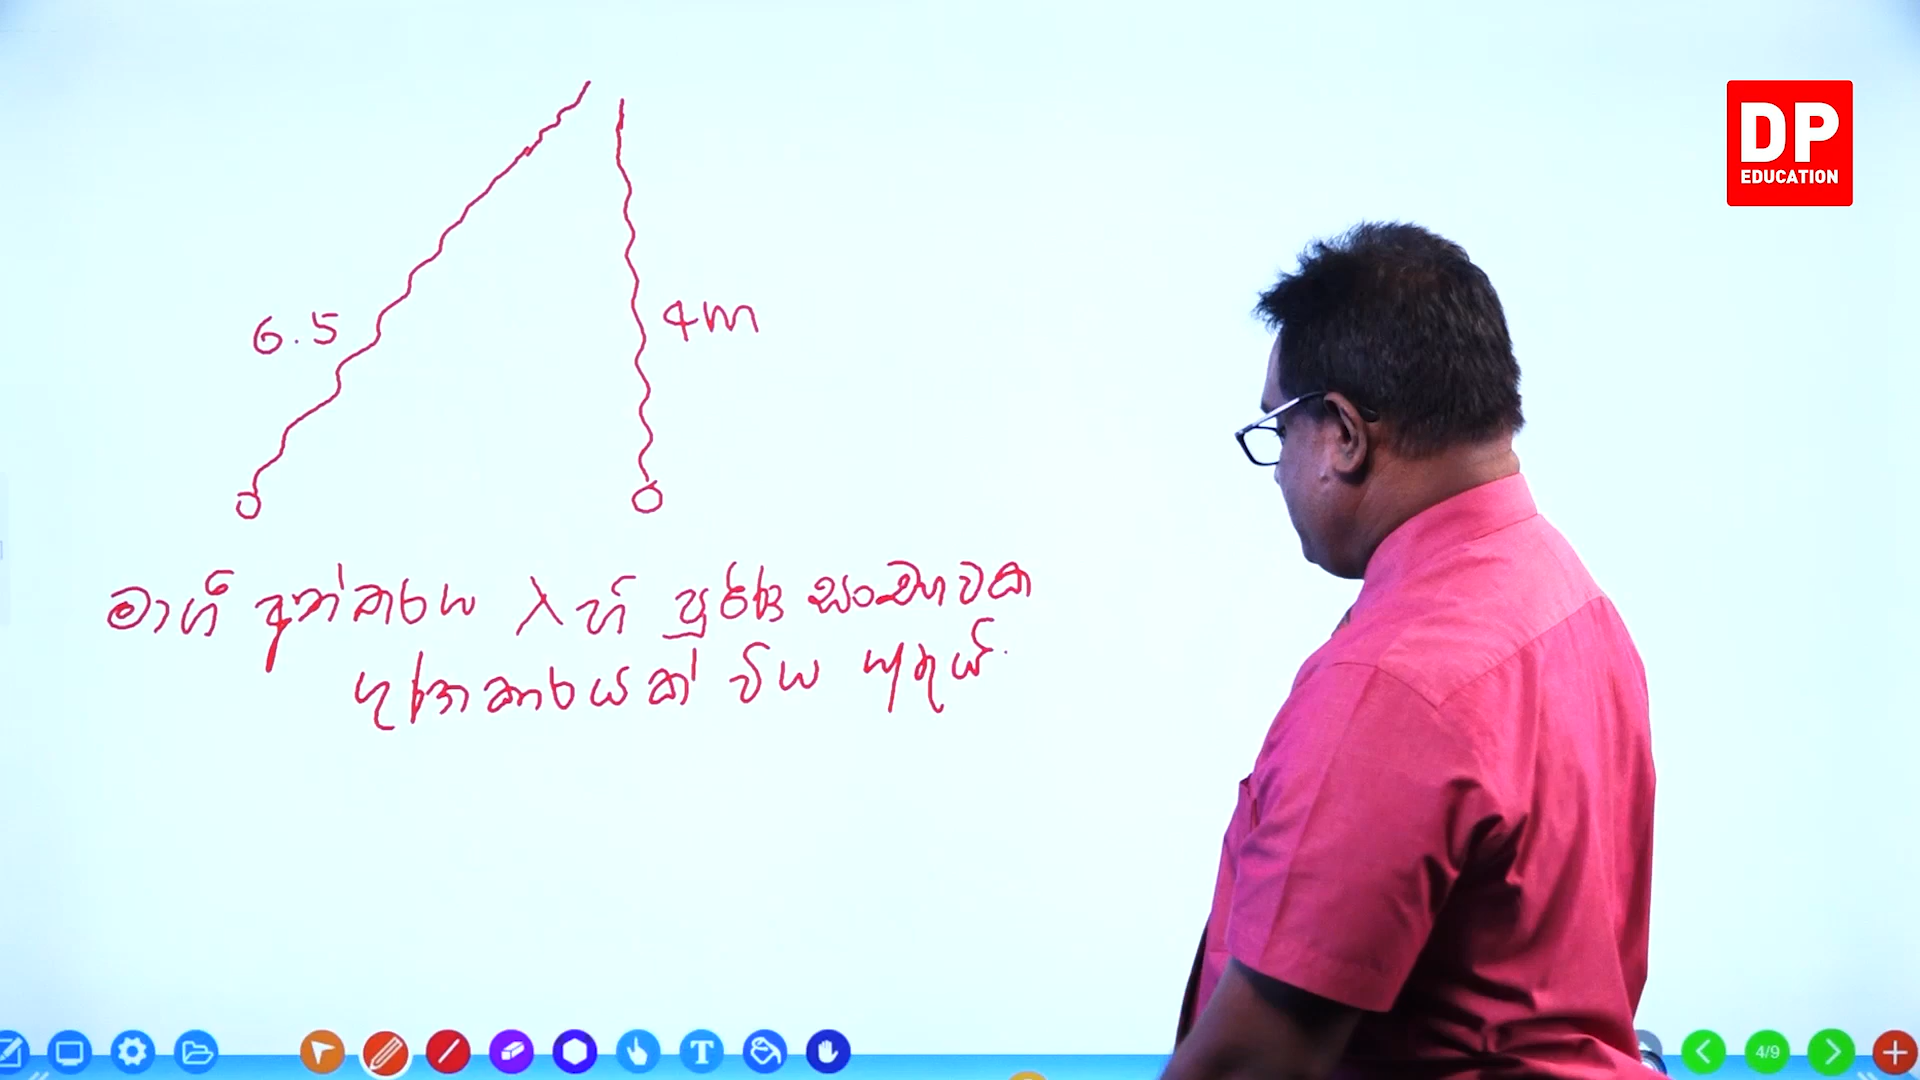 DP
EDUCATION
6.5
4m
මාර්ග අන්තරය λ හි පූර්ණ සංඛ්‍යාවක
ගුණාකාරයක් විය යුතුයි.
4/9